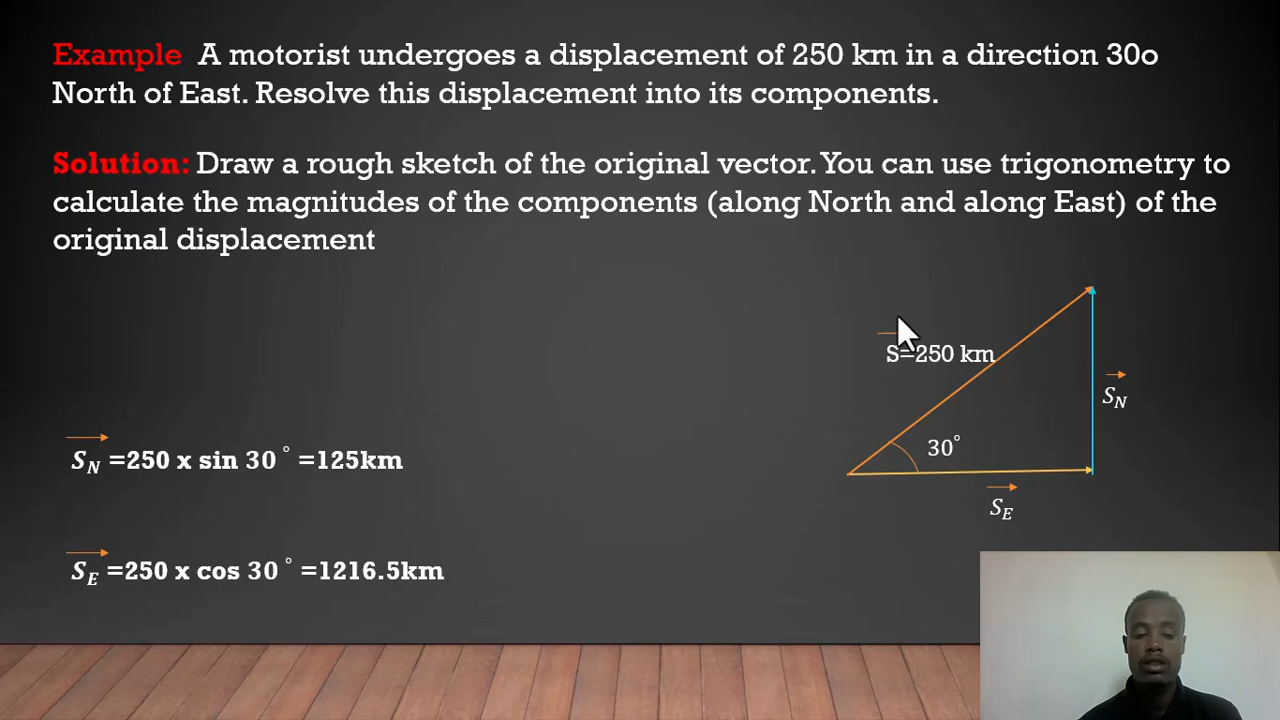 Example  A motorist undergoes a displacement of 250 km in a direction 30o
North of East. Resolve this displacement into its components.
Solution: Draw a rough sketch of the original vector. You can use trigonometry to
calculate the magnitudes of the components (along North and along East) of the
original displacement
S=250 km
S_N
30°
S_E
S_N =250 x sin 30 ° =125km
S_E =250 x cos 30 ° =1216.5km